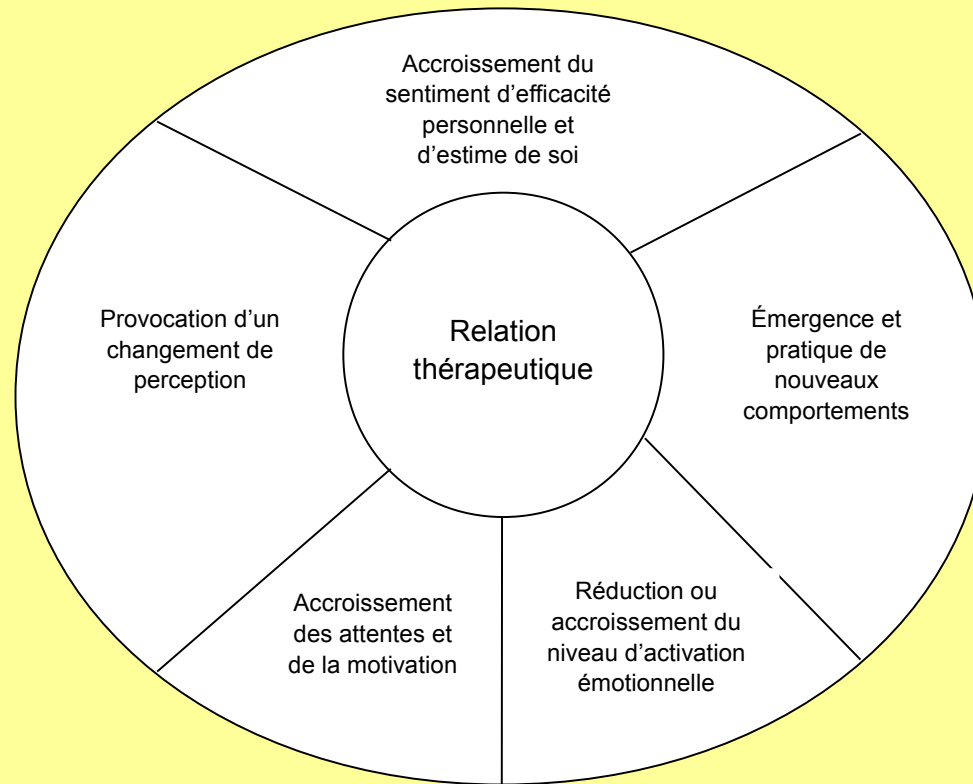 Accroissement du
sentiment d’efficacité
personnelle et
d’estime de soi
Provocation d’un
changement de
perception
Relation
thérapeutique
Émergence et
pratique de
nouveaux
comportements
Accroissement
des attentes et
de la motivation
Réduction ou
accroissement du
niveau d’activation
émotionnelle